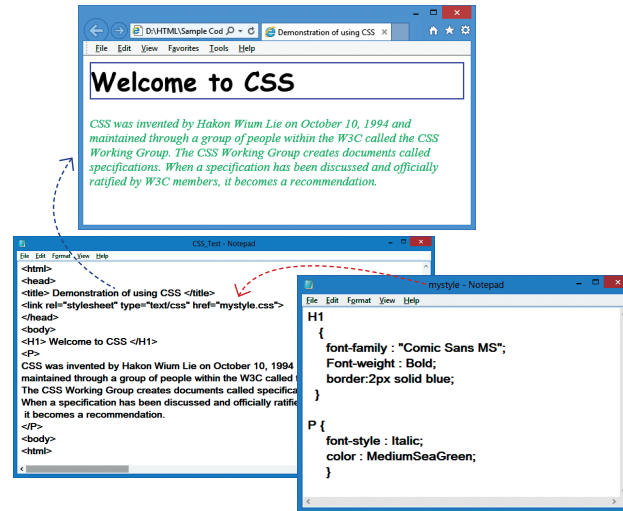 D:\HTML\Sample Cod
Demonstration of using CSS
File Edit View Favorites Tools Help
Welcome to CSS
CSS was invented by Hakon Wium Lie on October 10, 1994 and
maintained through a group of people within the W3C called the CSS
Working Group. The CSS Working Group creates documents called
specifications. When a specification has been discussed and officially
ratified by W3C members, it becomes a recommendation.
CSS_Test - Notepad
File Edit Format View Help
<html>
<head>
<title> Demonstration of using CSS </title>
<link rel="stylesheet" type="text/css" href="mystyle.css">
</head>
<body>
<H1> Welcome to CSS </H1>
<P>
CSS was invented by Hakon Wium Lie on October 10, 1994
maintained through a group of people within the W3C called
The CSS Working Group creates documents called specifica
When a specification has been discussed and officially ratifie
it becomes a recommendation.
</P>
<body>
<html>
mystyle - Notepad
File Edit Format View Help
H1
{
font-family : "Comic Sans MS";
Font-weight : Bold;
border:2px solid blue;
}
P {
font-style : Italic;
color : MediumSeaGreen;
}